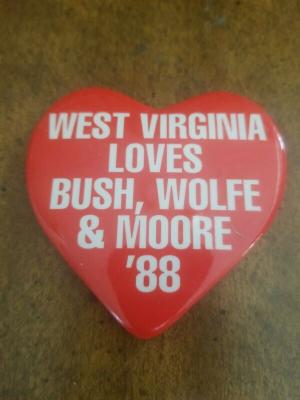 WEST VIRGINIA
LOVES
BUSH, WOLFE
& MOORE
'88